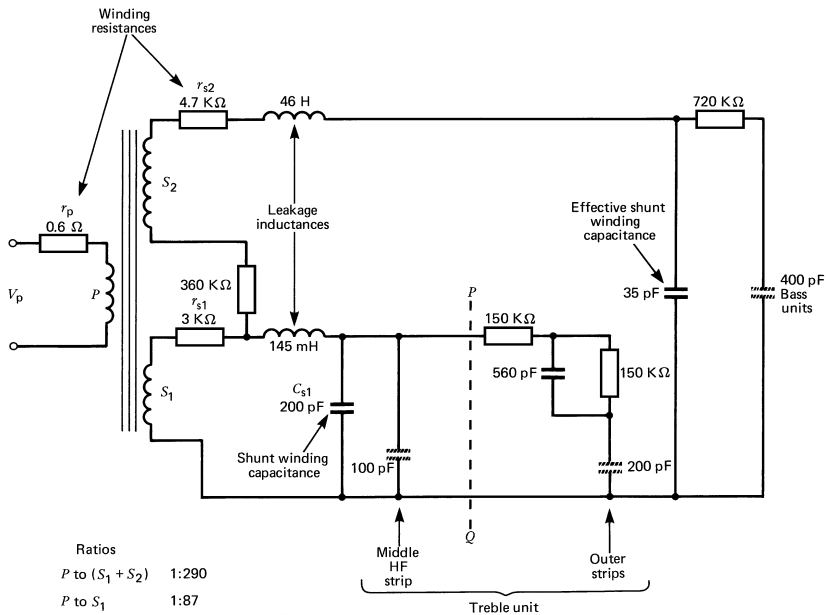 Winding
resistances
r_s2
4.7 KΩ
46 H
720 KΩ
S_2
r_p
0.6 Ω
Leakage
inductances
Effective shunt
winding
capacitance
V_p
P
360 KΩ
r_s1
3 KΩ
145 mH
P
150 KΩ
35 pF
400 pF
Bass
units
S_1
C_s1
200 pF
560 pF
150 KΩ
Shunt winding
capacitance
100 pF
200 pF
Q
Middle
HF
strip
Outer
strips
Treble unit
Ratios
P to (S_1 + S_2) 1:290
P to S_1 1:87